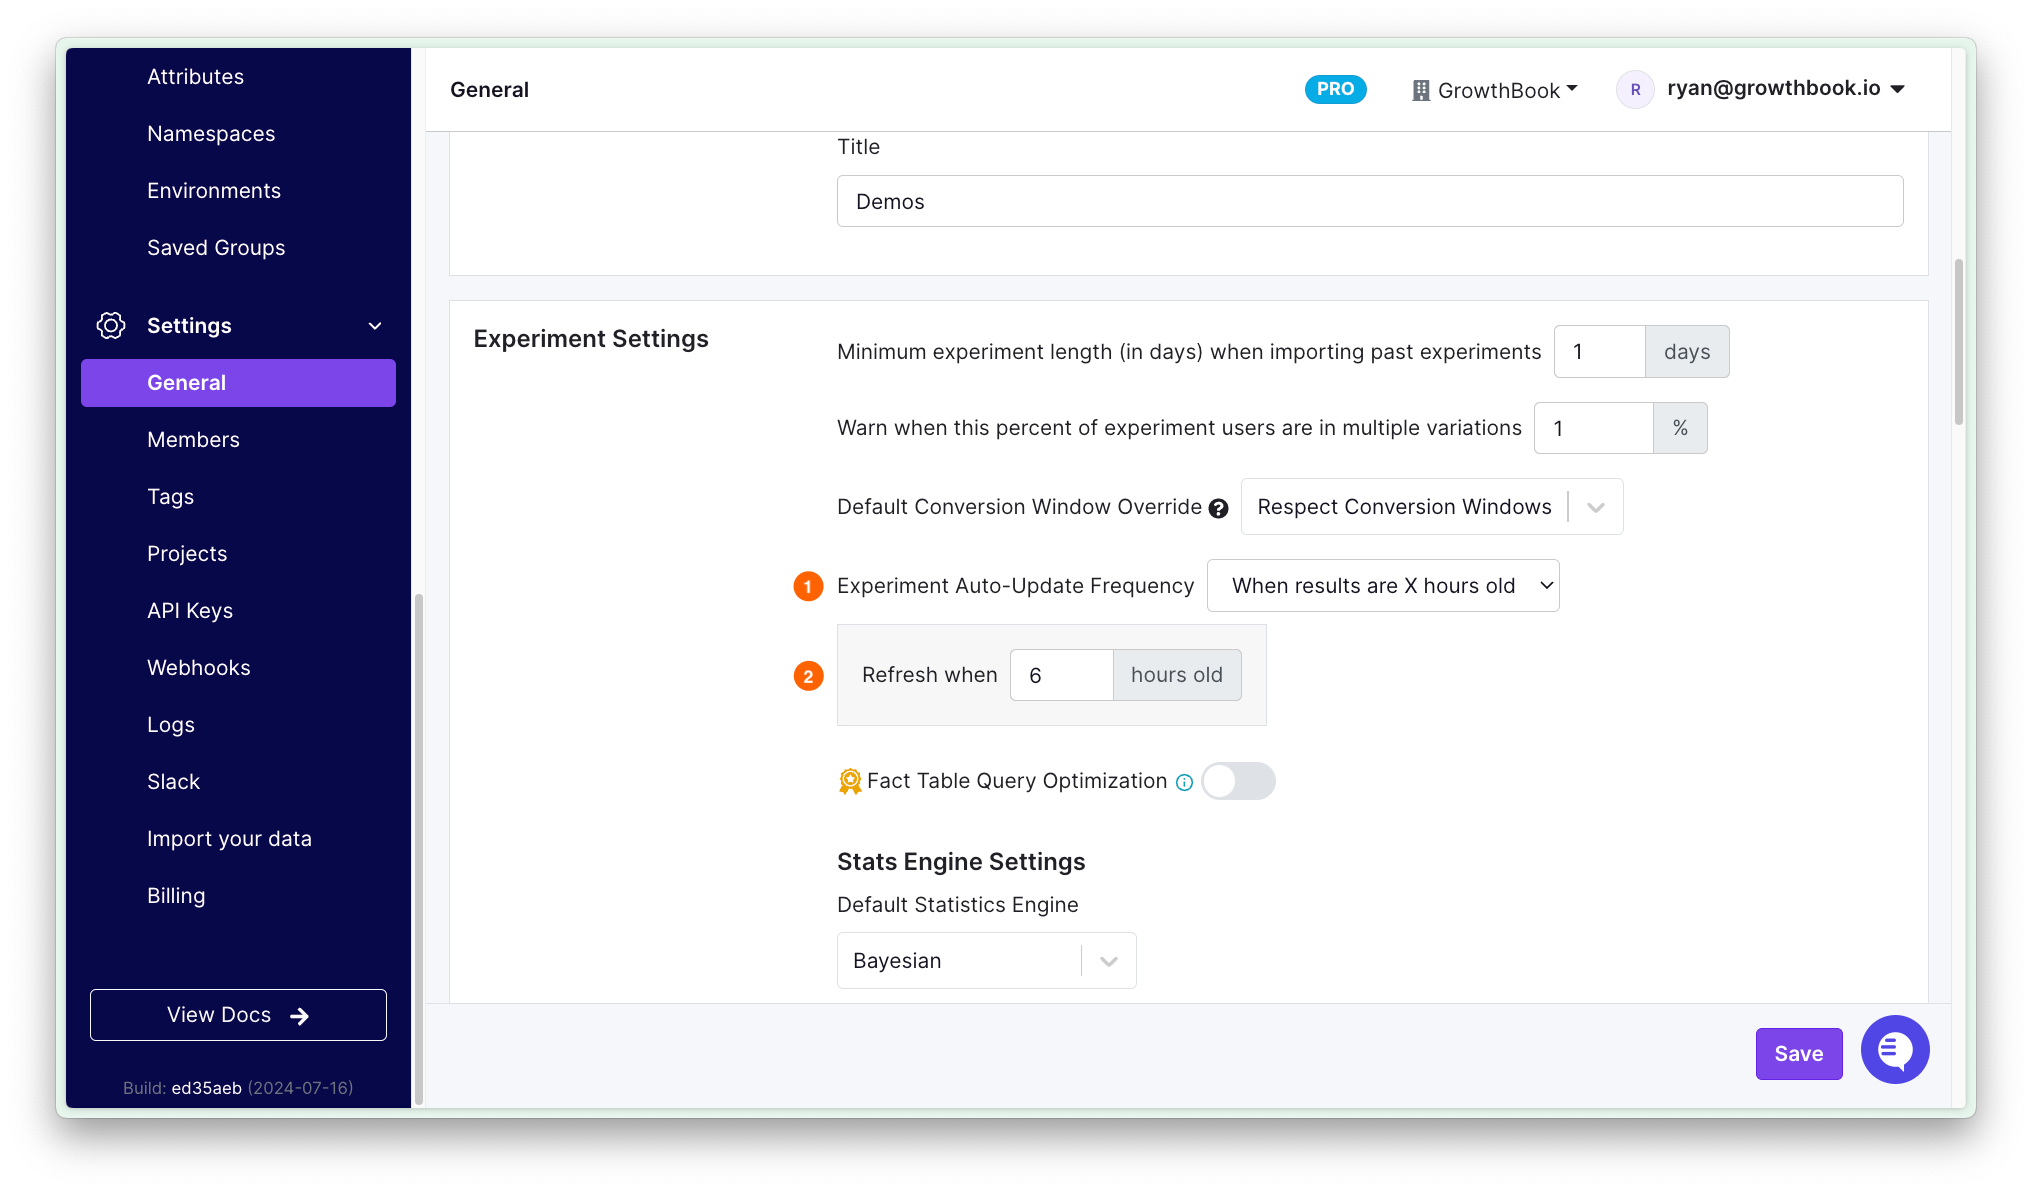 Attributes
Namespaces
Environments
Saved Groups
Settings
General
Members
Tags
Projects
API Keys
Webhooks
Logs
Slack
Import your data
Billing
View Docs
Build: ed35aeb (2024-07-16)
General
PRO
GrowthBook
R
ryan@growthbook.io
Title
Demos
Experiment Settings
Minimum experiment length (in days) when importing past experiments 1 days
Warn when this percent of experiment users are in multiple variations 1 %
Default Conversion Window Override ? Respect Conversion Windows
1 Experiment Auto-Update Frequency When results are X hours old
2 Refresh when 6 hours old
Fact Table Query Optimization
Stats Engine Settings
Default Statistics Engine
Bayesian
Save